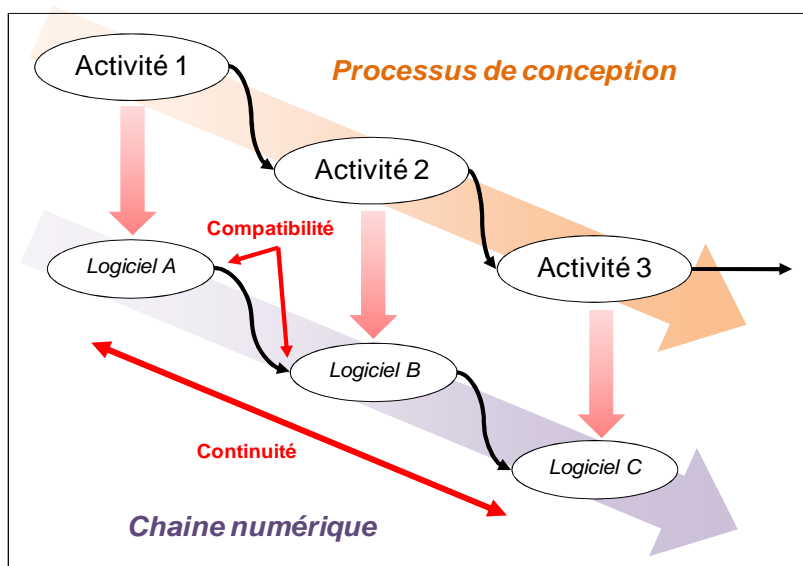 Activité 1
Processus de conception
Activité 2
Compatibilité
Logiciel A
Activité 3
Logiciel B
Continuité
Logiciel C
Chaine numérique